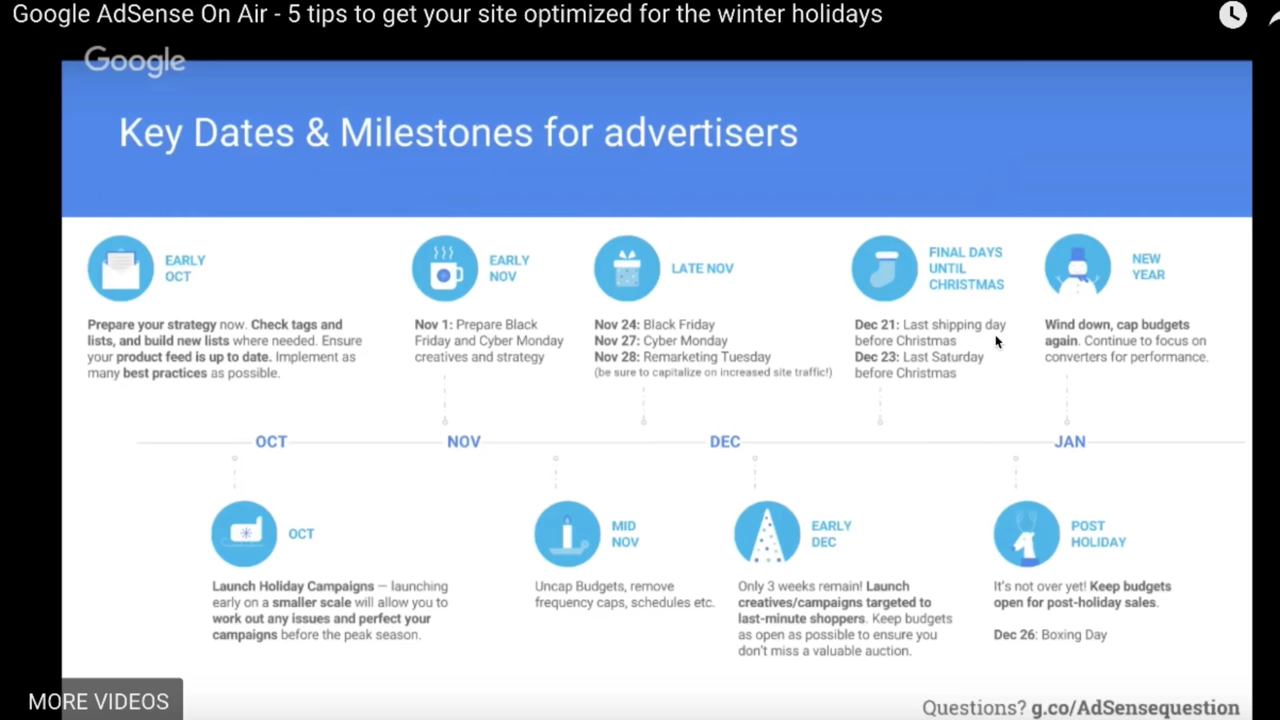 Google AdSense On Air - 5 tips to get your site optimized for the winter holidays
Google
Key Dates & Milestones for advertisers
EARLY
OCT
Prepare your strategy now. Check tags and
lists, and build new lists where needed. Ensure
your product feed is up to date. Implement as
many best practices as possible.
EARLY
NOV
Nov 1: Prepare Black
Friday and Cyber Monday
creatives and strategy
LATE NOV
Nov 24: Black Friday
Nov 27: Cyber Monday
Nov 28: Remarketing Tuesday
(be sure to capitalize on increased site traffic!)
FINAL DAYS
UNTIL
CHRISTMAS
Dec 21: Last shipping day
before Christmas
Dec 23: Last Saturday
before Christmas
NEW
YEAR
Wind down, cap budgets
again. Continue to focus on
converters for performance.
OCT
NOV
DEC
JAN
OCT
Launch Holiday Campaigns — launching
early on a smaller scale will allow you to
work out any issues and perfect your
campaigns before the peak season.
MID
NOV
Uncap Budgets, remove
frequency caps, schedules etc.
EARLY
DEC
Only 3 weeks remain! Launch
creatives/campaigns targeted to
last-minute shoppers. Keep budgets
as open as possible to ensure you
don't miss a valuable auction.
POST
HOLIDAY
It's not over yet! Keep budgets
open for post-holiday sales.
Dec 26: Boxing Day
MORE VIDEOS
Questions? g.co/AdSensequestion